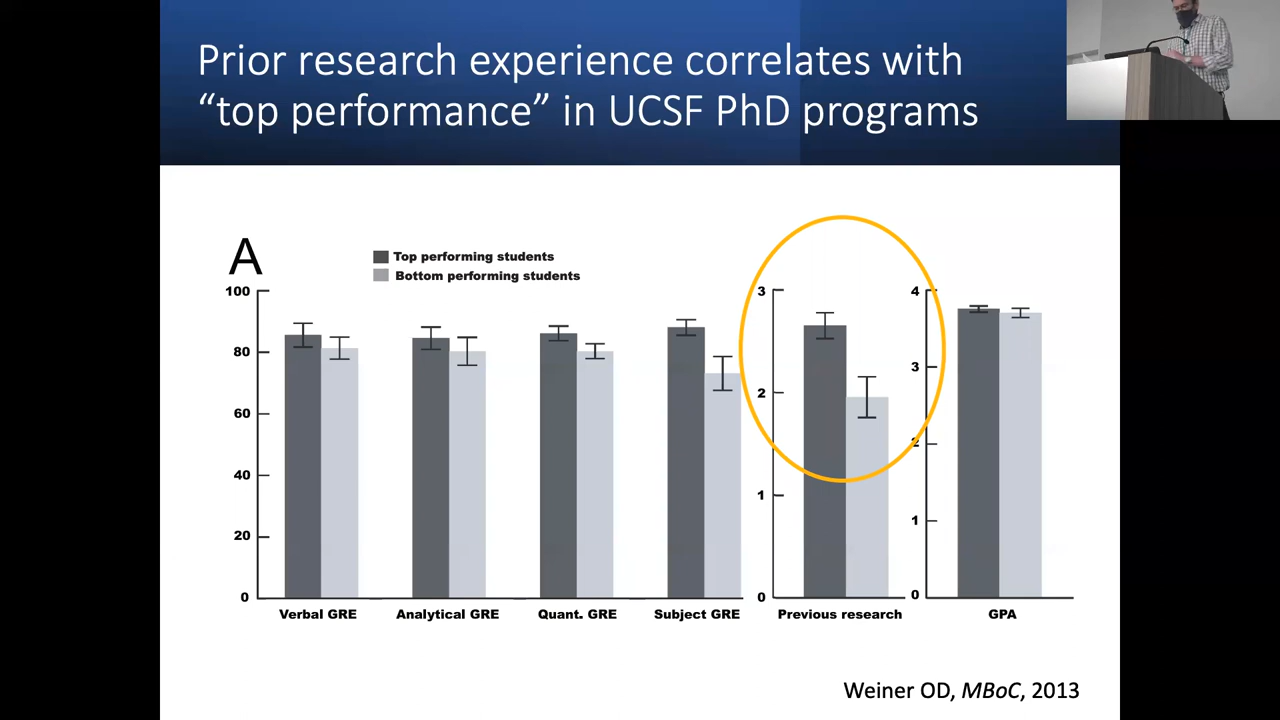 Prior research experience correlates with
“top performance” in UCSF PhD programs
A
Top performing students
Bottom performing students
100
80
60
40
20
0
3
2
1
0
4
3
2
1
0
Verbal GRE
Analytical GRE
Quant. GRE
Subject GRE
Previous research
GPA
Weiner OD, MBoC, 2013